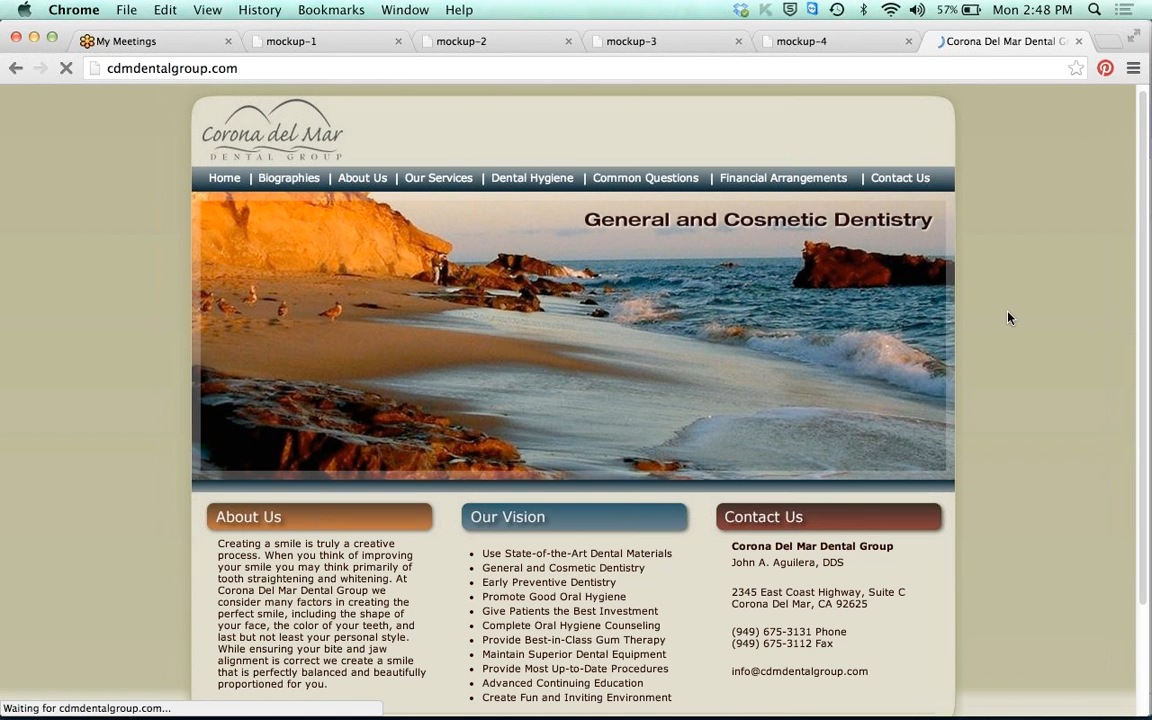 Chrome File Edit View History Bookmarks Window Help 57% Mon 2:48 PM
My Meetings mockup-1 mockup-2 mockup-3 mockup-4 Corona Del Mar Dental G
cdmdentalgroup.com
Corona del Mar
DENTAL GROUP
Home | Biographies | About Us | Our Services | Dental Hygiene | Common Questions | Financial Arrangements | Contact Us
General and Cosmetic Dentistry
About Us
Creating a smile is truly a creative
process. When you think of improving
your smile you may think primarily of
tooth straightening and whitening. At
Corona Del Mar Dental Group we
consider many factors in creating the
perfect smile, including the shape of
your face, the color of your teeth, and
last but not least your personal style.
While ensuring your bite and jaw
alignment is correct we create a smile
that is perfectly balanced and beautifully
proportioned for you.
Our Vision
• Use State-of-the-Art Dental Materials
• General and Cosmetic Dentistry
• Early Preventive Dentistry
• Promote Good Oral Hygiene
• Give Patients the Best Investment
• Complete Oral Hygiene Counseling
• Provide Best-in-Class Gum Therapy
• Maintain Superior Dental Equipment
• Provide Most Up-to-Date Procedures
• Advanced Continuing Education
• Create Fun and Inviting Environment
Contact Us
Corona Del Mar Dental Group
John A. Aguilera, DDS
2345 East Coast Highway, Suite C
Corona Del Mar, CA 92625
(949) 675-3131 Phone
(949) 675-3112 Fax
info@cdmdentalgroup.com
Waiting for cdmdentalgroup.com...